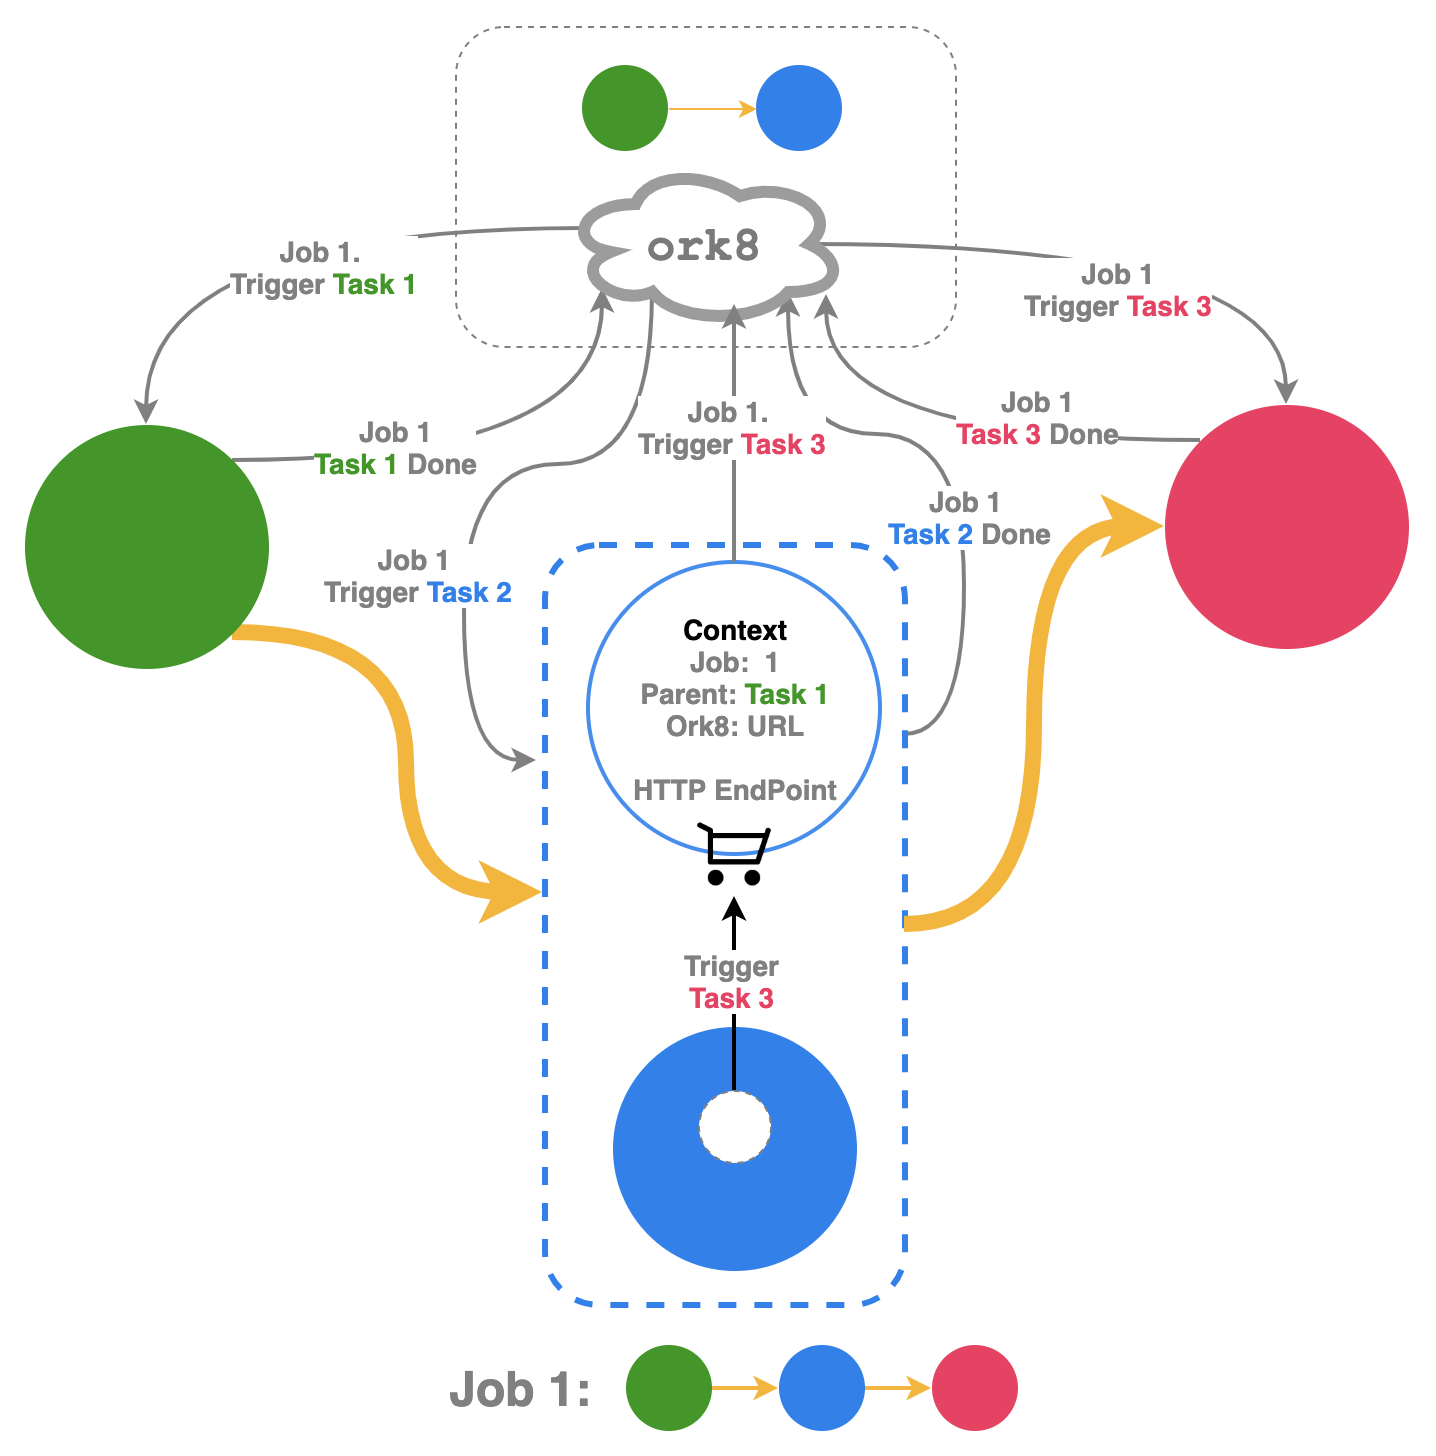 ork8
Job 1.
Trigger Task 1
Job 1
Trigger Task 3
Job 1
Task 1 Done
Job 1.
Trigger Task 3
Job 1
Task 3 Done
Job 1
Trigger Task 2
Job 1
Task 2 Done
Context
Job: 1
Parent: Task 1
Ork8: URL
HTTP EndPoint
Trigger
Task 3
Job 1: